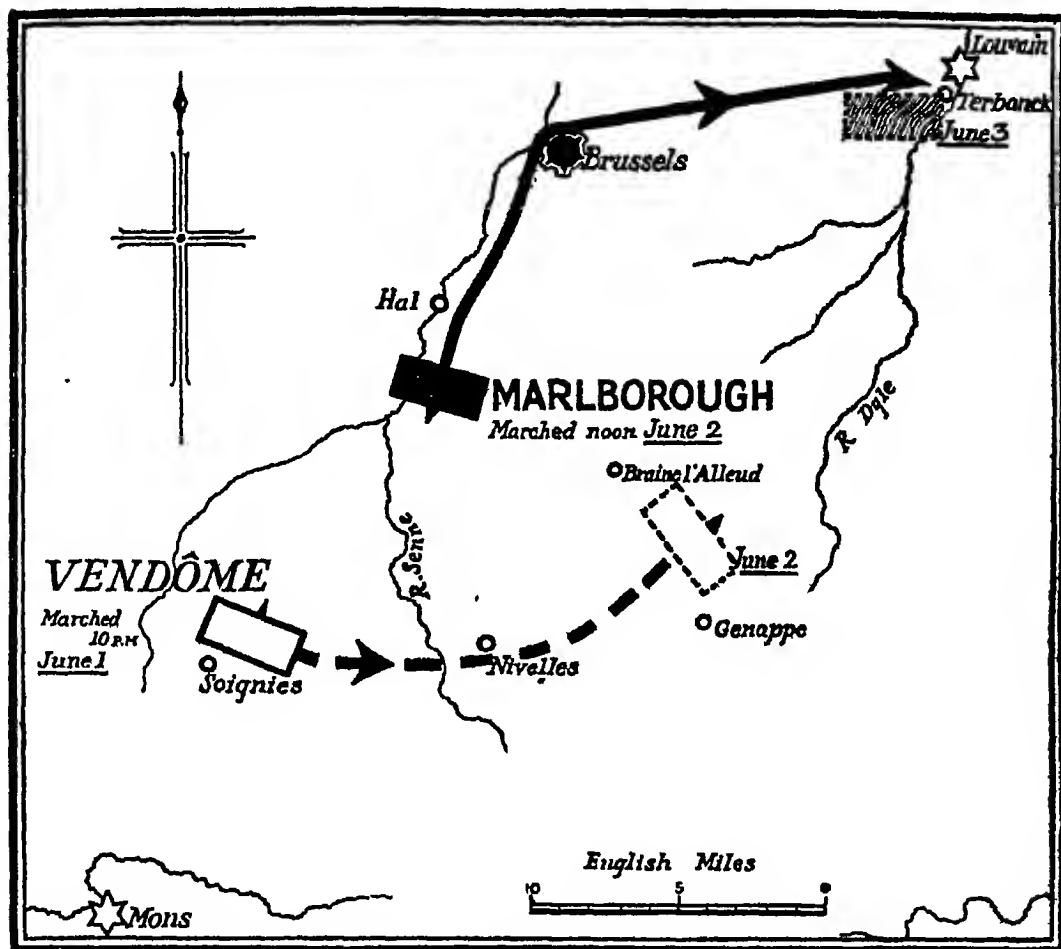 Louvain
Terbanck
June 3
Brussels
Hal
MARLBOROUGH
Marched noon June 2
R Dyle
Braine l'Alleud
R. Senne
VENDÔME
June 2
Marched
10 P.M
June 1
Genappe
Nivelles
Soignies
English Miles
10 5 0
Mons